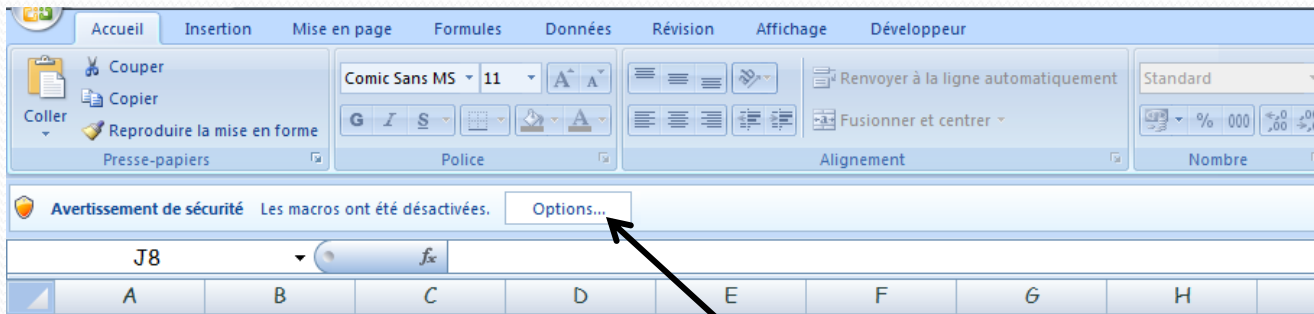 Accueil Insertion Mise en page Formules Données Révision Affichage Développeur
Couper
Copier
Coller
Reproduire la mise en forme
Presse-papiers
Comic Sans MS 11 A A
G I S A
Police
Renvoyer à la ligne automatiquement
Fusionner et centrer
Alignement
Standard
% 000 ,00
Nombre
Avertissement de sécurité Les macros ont été désactivées. Options...
J8 fx
A B C D E F G H